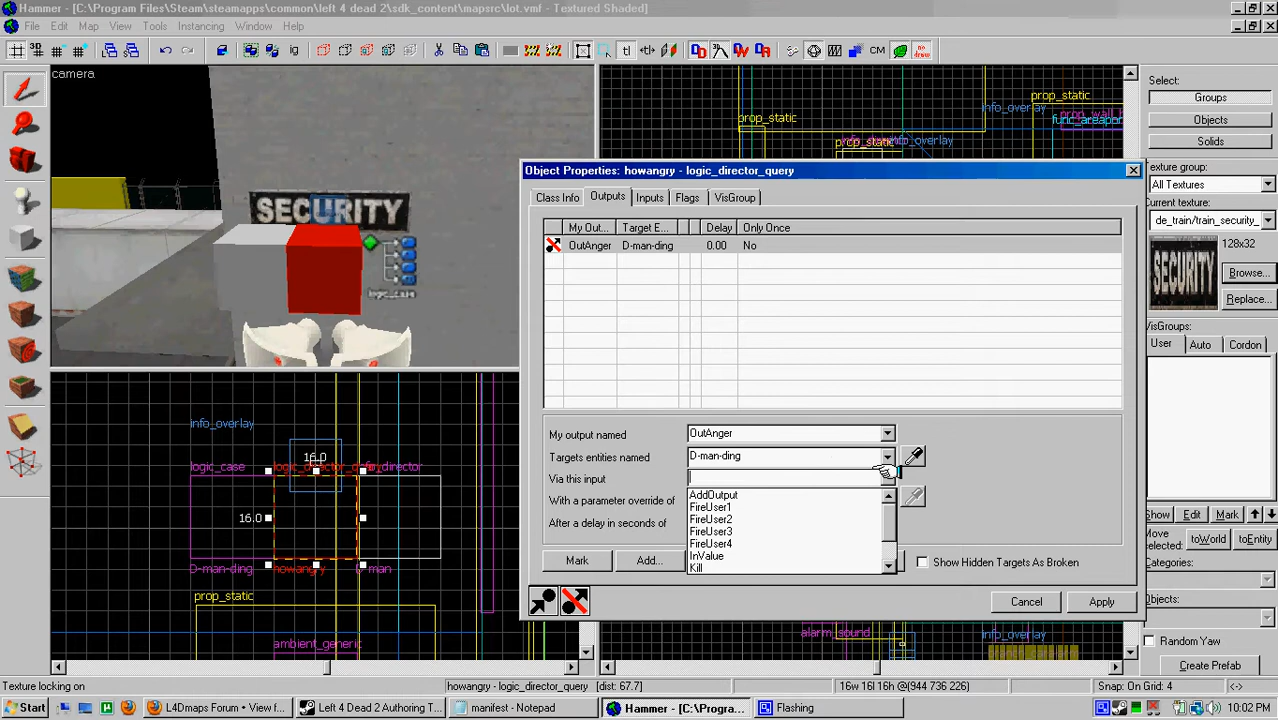 Hammer - [C:\Program Files\Steam\steamapps\common\left 4 dead 2\sdk_content\mapsrc\lot.vmf - Textured Shaded]
File Edit Map View Tools Instancing Window Help
CM
camera
SECURITY
logic_case
prop_static
info_overlay
prop_static
prop_static
info_overlay
Object Properties: howangry - logic_director_query
Class Info Outputs Inputs Flags VisGroup
My Out... Target E... Delay Only Once
OutAnger D-man-ding 0.00 No
My output named OutAnger
Targets entities named D-man-ding
Via this input
With a parameter override of
After a delay in seconds of
AddOutput
FireUser1
FireUser2
FireUser3
FireUser4
InValue
Kill
Mark Add... Show Hidden Targets As Broken
Cancel Apply
info_overlay
16.0
logic_case
16.0
D-man-ding howangry D-man
prop_static
ambient_generic
alarm_sound
info_overlay
Select:
Groups
Objects
Solids
Texture group:
All Textures
Current texture:
de_train/train_security_
128x32
SECURITY
Browse...
Replace...
VisGroups:
User Auto Cordon
Show Edit Mark
Move selected: toWorld toEntity
Categories:
Objects:
Random Yaw
Create Prefab
Texture locking on howangry - logic_director_query [dist: 67.7] 16w 16l 16h @(944 736 226) Snap: On Grid: 4
Start L4Dmaps Forum • View f... Left 4 Dead 2 Authoring T... manifest - Notepad Hammer - [C:\Progra... Flashing 10:02 PM